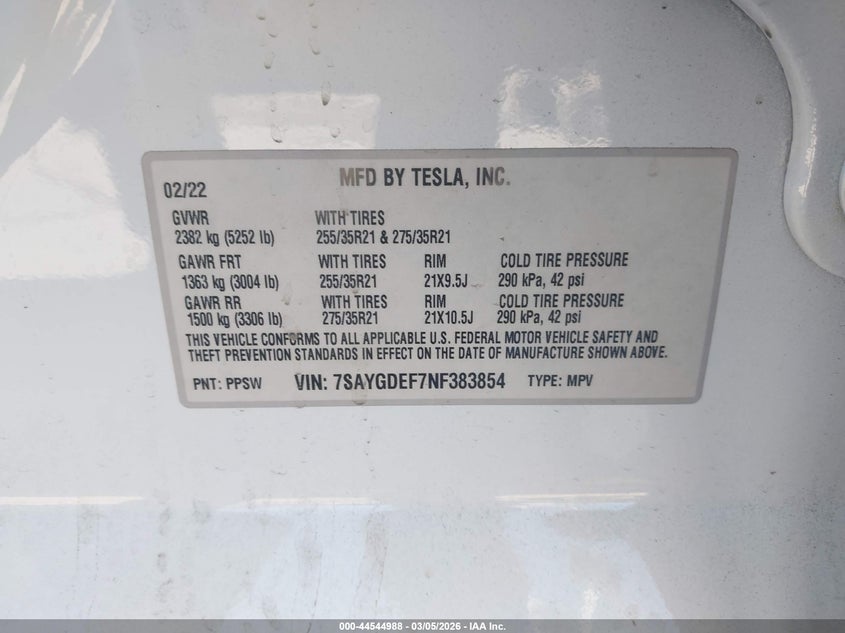 MFD BY TESLA, INC.
02/22
GVWR WITH TIRES
2382 kg (5252 lb) 255/35R21 & 275/35R21
GAWR FRT WITH TIRES RIM COLD TIRE PRESSURE
1363 kg (3004 lb) 255/35R21 21X9.5J 290 kPa, 42 psi
GAWR RR WITH TIRES RIM COLD TIRE PRESSURE
1500 kg (3306 lb) 275/35R21 21X10.5J 290 kPa, 42 psi
THIS VEHICLE CONFORMS TO ALL APPLICABLE U.S. FEDERAL MOTOR VEHICLE SAFETY AND
THEFT PREVENTION STANDARDS IN EFFECT ON THE DATE OF MANUFACTURE SHOWN ABOVE.
PNT: PPSW VIN: 7SAYGDEF7NF383854 TYPE: MPV
000-44544988 - 03/05/2026 - IAA Inc.